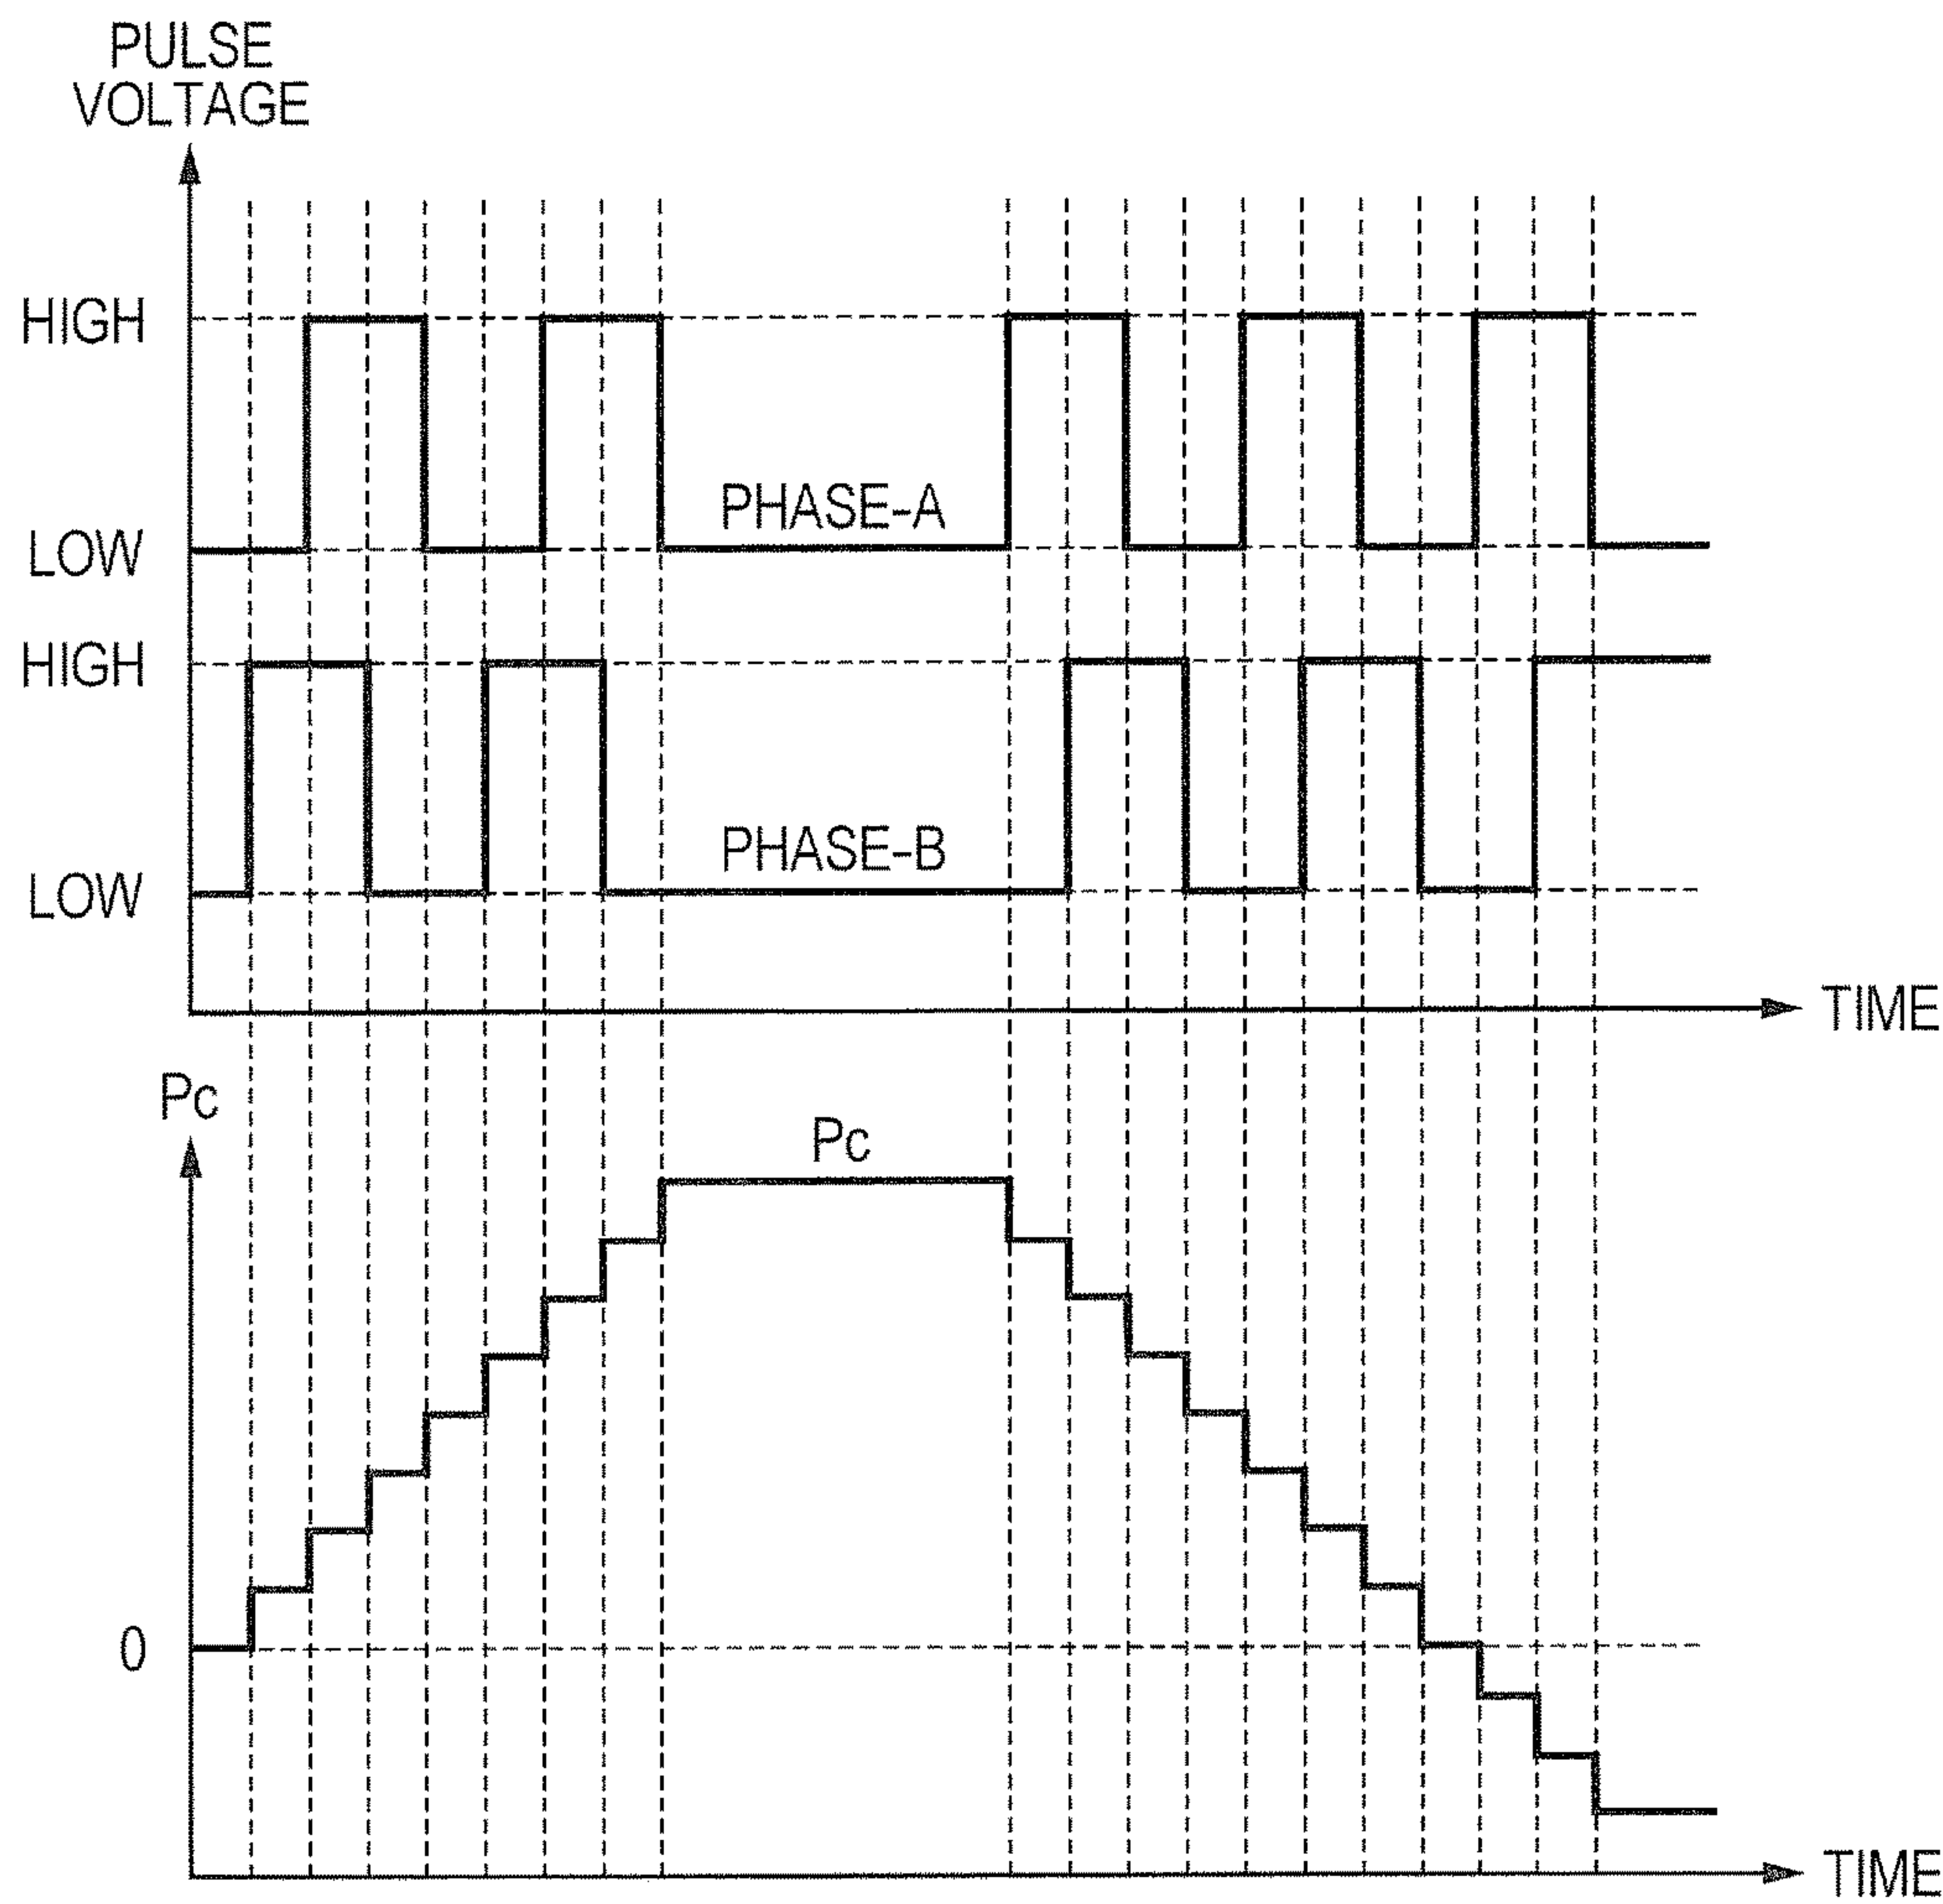 PULSE
VOLTAGE
HIGH
PHASE-A
LOW
HIGH
PHASE-B
LOW
TIME
Pc
Pc
0
TIME